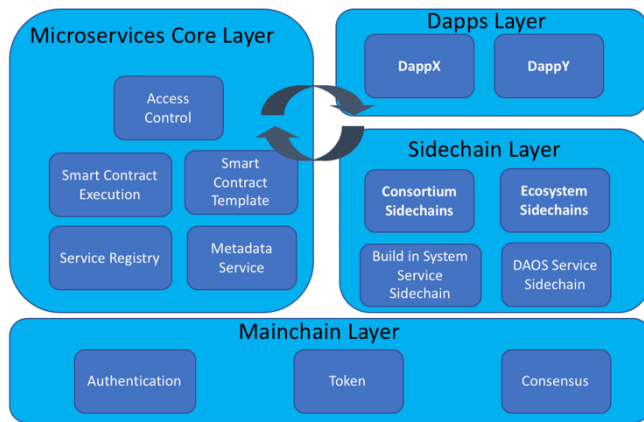 Microservices Core Layer
Access
Control
Smart Contract
Execution
Smart
Contract
Template
Service Registry
Metadata
Service
Dapps Layer
DappX
DappY
Sidechain Layer
Consortium
Sidechains
Ecosystem
Sidechains
Build in System
Service
Sidechain
DAOS Service
Sidechain
Mainchain Layer
Authentication
Token
Consensus